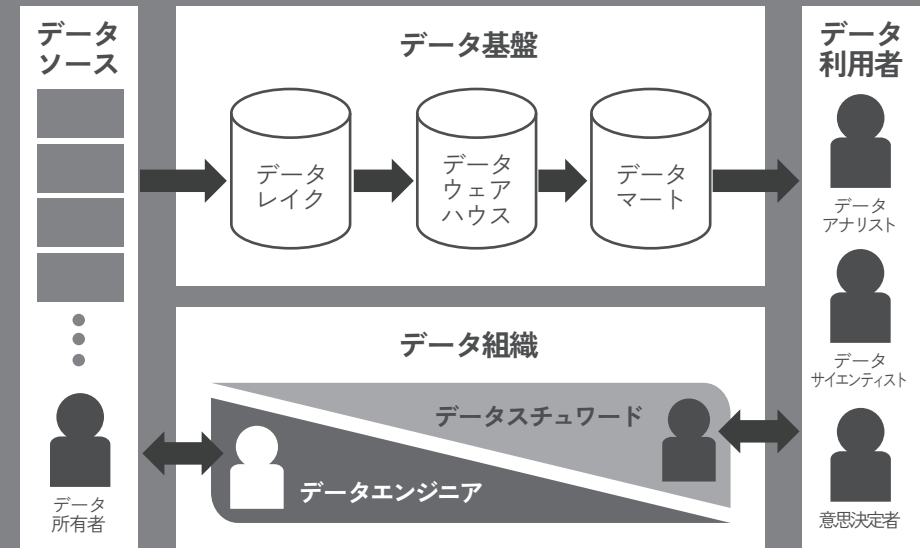 データ
ソース
データ
所有者
データ基盤
データ
レイク
データ
ウェア
ハウス
データ
マート
データ組織
データスチュワード
データエンジニア
データ
利用者
データ
アナリスト
データ
サイエンティスト
意思決定者